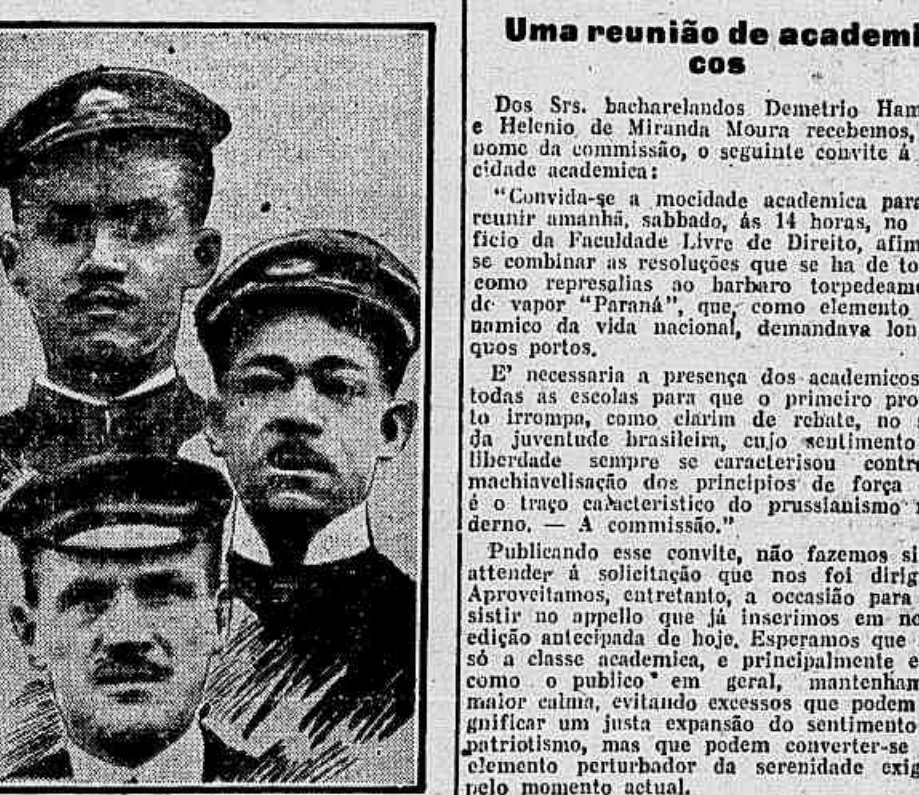 Uma reunião de academi
cos
Dos Srs. bacharelandos Demetrio Ham
e Helenio de Miranda Moura recebemos,
nome da commissão, o seguinte convite á
cidade academica:
"Convida-se a mocidade academica para
reunir amanhã, sabbado, ás 14 horas, no
ficio da Faculdade Livre de Direito, afim
se combinar as resoluções que se ha de to
como represalias ao barbaro torpedeame
de vapor "Paraná", que, como elemento
namico da vida nacional, demandava lon
quos portos.
E' necessaria a presença dos academicos
todas as escolas para que o primeiro pro
to irrompa, como clarim de rebate, no
da juventude brasileira, cujo sentimento
liberdade sempre se caracterisou contra
machiavelisação dos principios de força
é o traço caracteristico do prussianismo
derno. — A commissão."
Publicando esse convite, não fazemos si
attender á solicitação que nos foi dirig
Aproveitamos, entretanto, a occasião para
sistir no appello que já inserimos em no
edição antecipada de hoje. Esperamos que
só a classe academica, e principalmente e
como o publico em geral, mantenham
maior calma, evitando excessos que podem
gnificar um justa expansão do sentimento
patriotismo, mas que podem converter-se
elemento perturbador da serenidade exig
pelo momento actual.